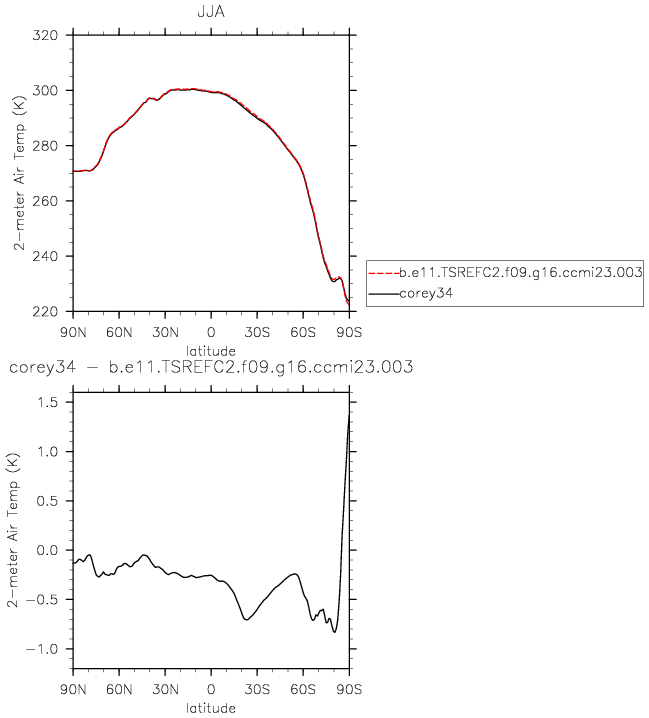 JJA
320
300
280
260
240
220
2-meter Air Temp (K)
90N 60N 30N 0 30S 60S 90S
latitude
b.e11.TSREFC2.f09.g16.ccmi23.003
corey34
corey34 - b.e11.TSREFC2.f09.g16.ccmi23.003
1.5
1.0
0.5
0.0
-0.5
-1.0
2-meter Air Temp (K)
90N 60N 30N 0 30S 60S 90S
latitude